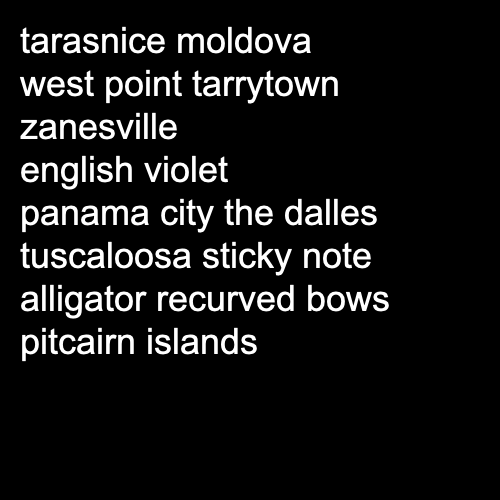 tarasnice moldova
west point tarrytown
zanesville
english violet
panama city the dalles
tuscaloosa sticky note
alligator recurved bows
pitcairn islands